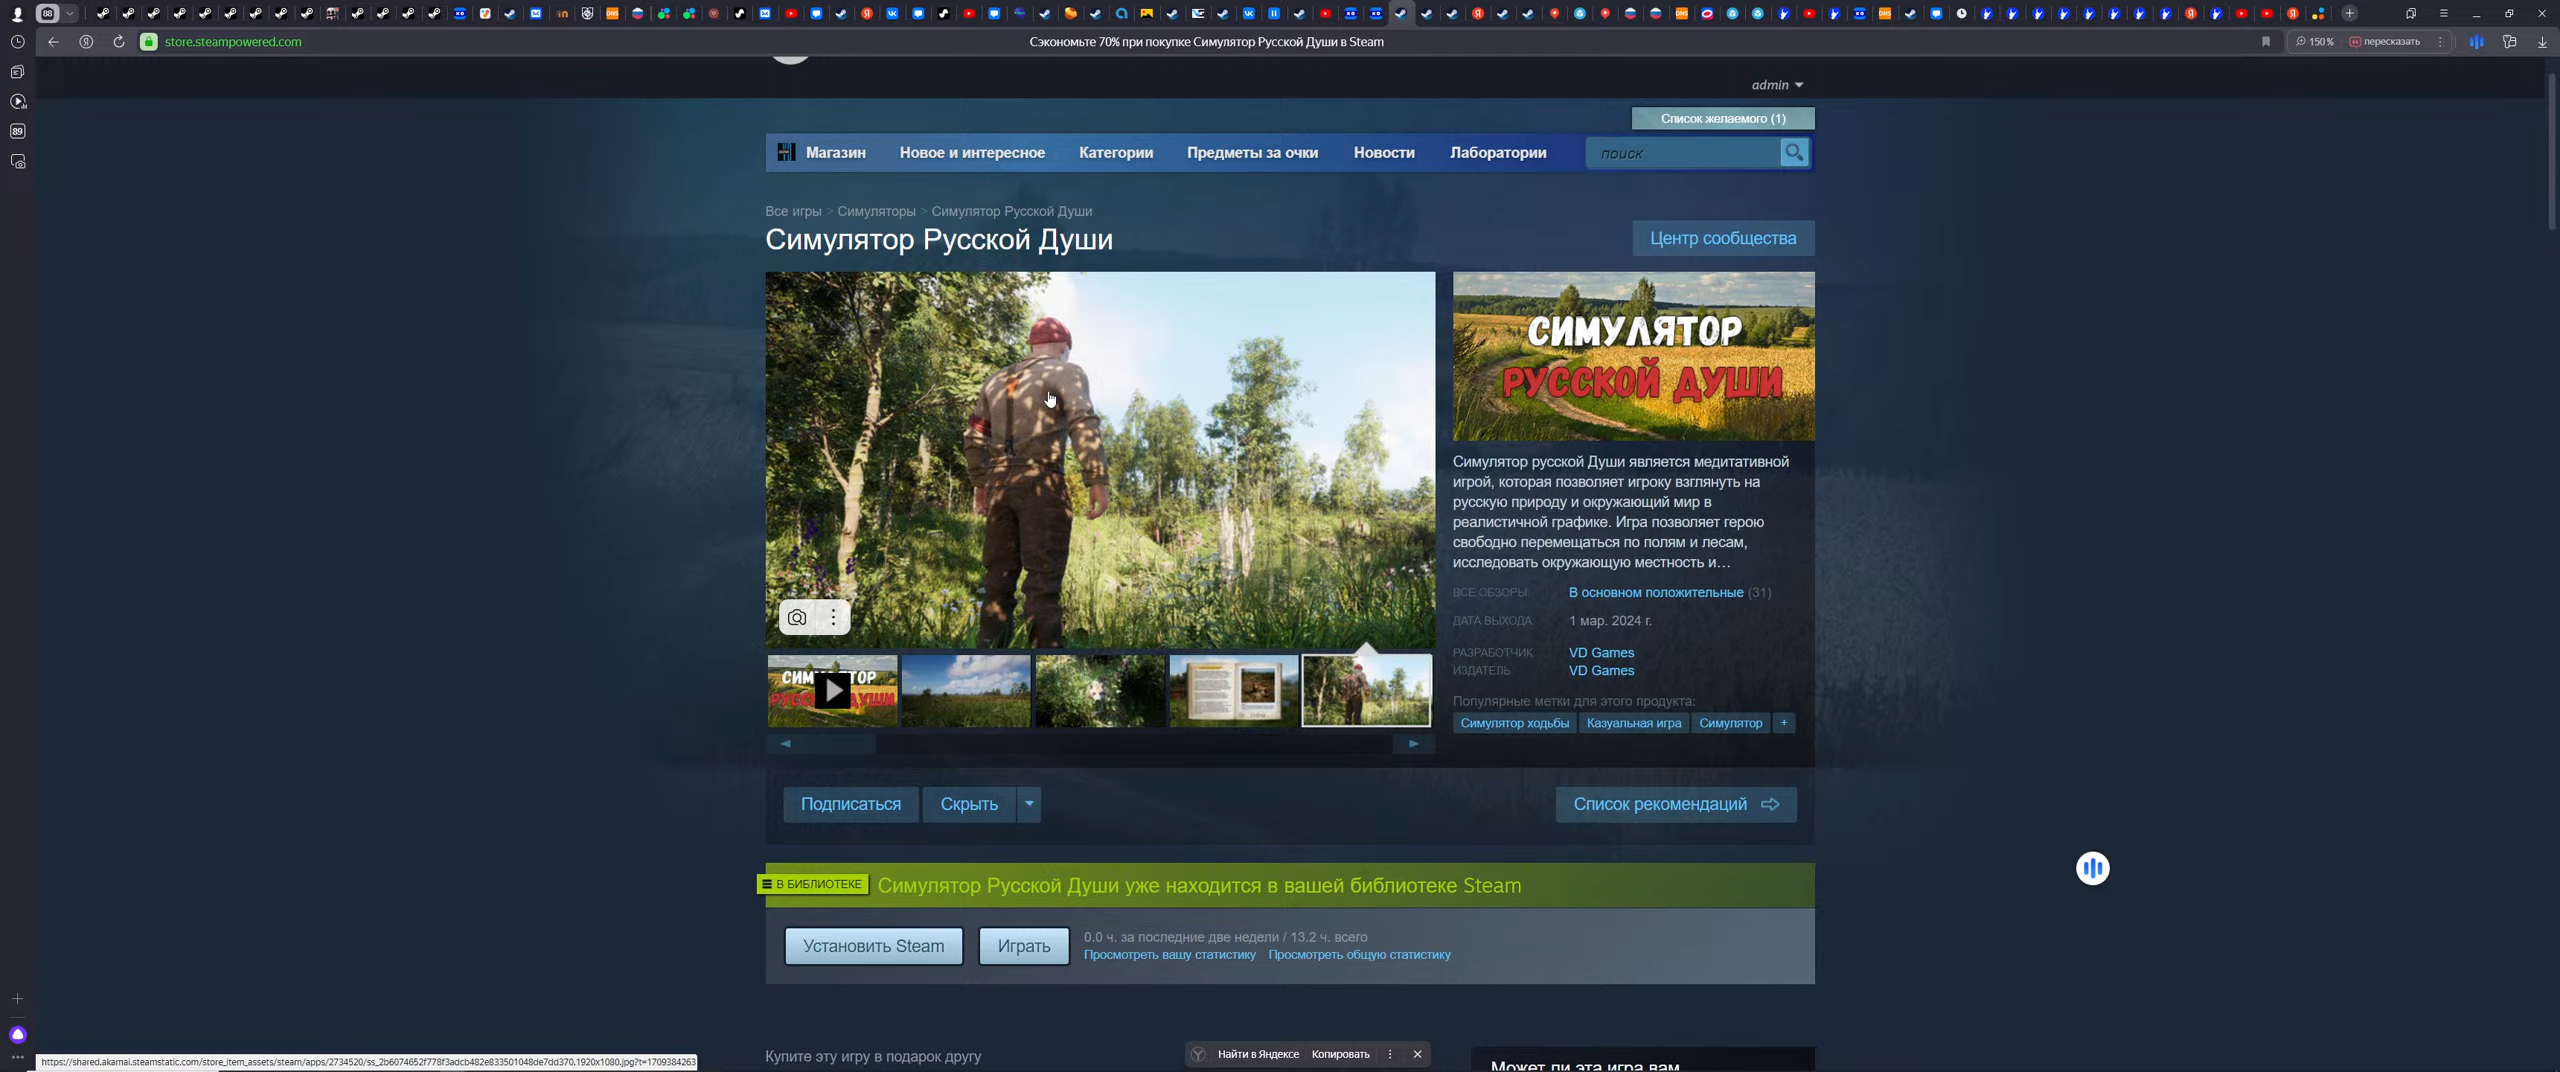 88
store.steampowered.com
Сэкономьте 70% при покупке Симулятор Русской Души в Steam
150 %
пересказать
89
admin
Список желаемого (1)
Магазин
Новое и интересное
Категории
Предметы за очки
Новости
Лаборатории
поиск
Все игры > Симуляторы > Симулятор Русской Души
Симулятор Русской Души
Центр сообщества
СИМУЛЯТОР
РУССКОЙ ДУШИ
Симулятор русской Души является медитативной
игрой, которая позволяет игроку взглянуть на
русскую природу и окружающий мир в
реалистичной графике. Игра позволяет герою
свободно перемещаться по полям и лесам,
исследовать окружающую местность и…
ВСЕ ОБЗОРЫ: В основном положительные (31)
ДАТА ВЫХОДА: 1 мар. 2024 г.
РАЗРАБОТЧИК: VD Games
ИЗДАТЕЛЬ: VD Games
Популярные метки для этого продукта:
Симулятор ходьбы
Казуальная игра
Симулятор
+
Подписаться
Скрыть
Список рекомендаций
В БИБЛИОТЕКЕ
Симулятор Русской Души уже находится в вашей библиотеке Steam
Установить Steam
Играть
0.0 ч. за последние две недели / 13.2 ч. всего
Просмотреть вашу статистику
Просмотреть общую статистику
Купите эту игру в подарок другу
Найти в Яндексе
Копировать
Может ли эта игра вам
https://shared.akamai.steamstatic.com/store_item_assets/steam/apps/2734520/ss_2b6074652f778f3adcb482e833501048de7dd370.1920x1080.jpg?t=1709384263